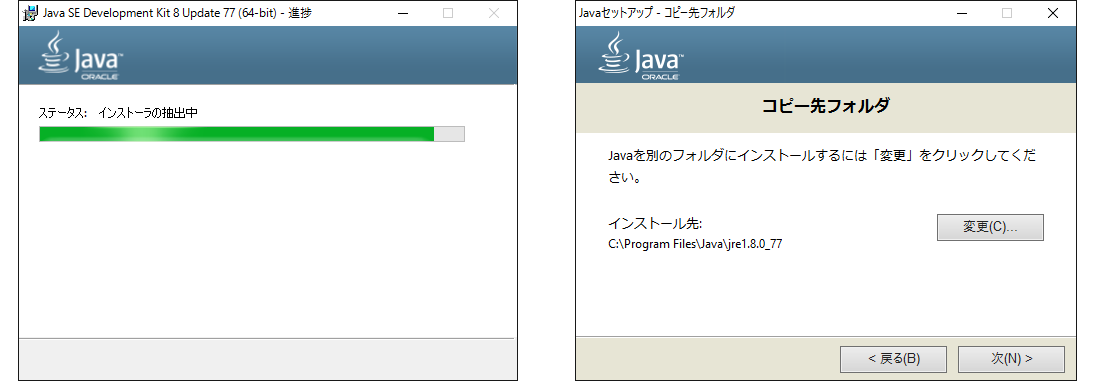 Java SE Development Kit 8 Update 77 (64-bit) - 進捗
Java™
ORACLE
ステータス: インストーラの抽出中
Javaセットアップ - コピー先フォルダ
Java™
ORACLE
コピー先フォルダ
Javaを別のフォルダにインストールするには「変更」をクリックしてくだ
さい。
インストール先:
変更(C)...
C:\Program Files\Java\jre1.8.0_77
< 戻る(B)
次(N) >